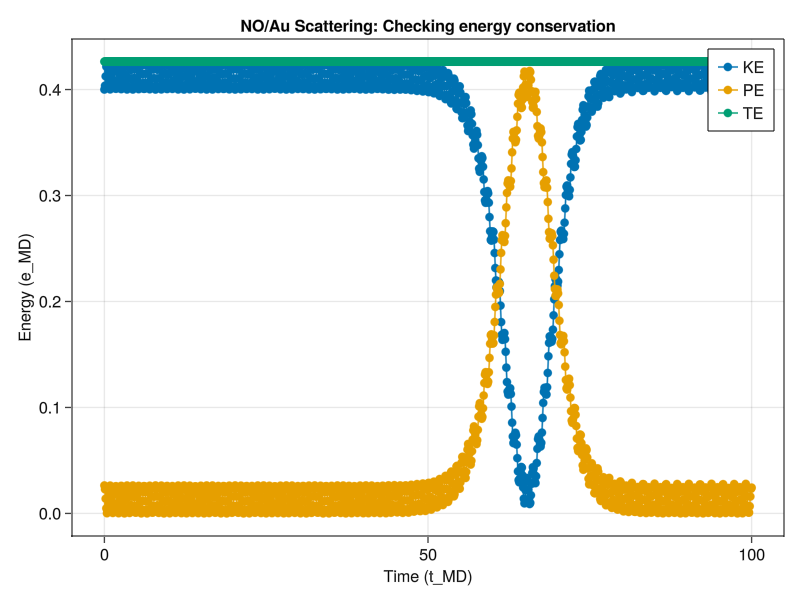 NO/Au Scattering: Checking energy conservation
KE
PE
TE
Energy (e_MD)
0.4
0.3
0.2
0.1
0.0
0
50
100
Time (t_MD)